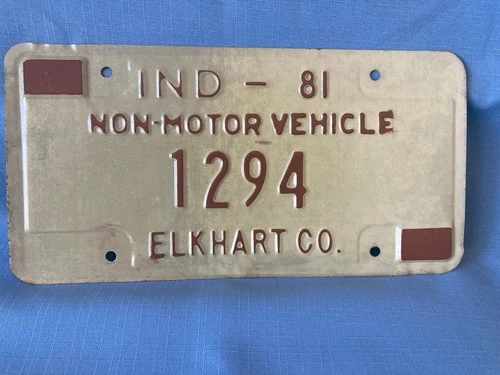 IND - 81
NON-MOTOR VEHICLE
1294
ELKHART CO.